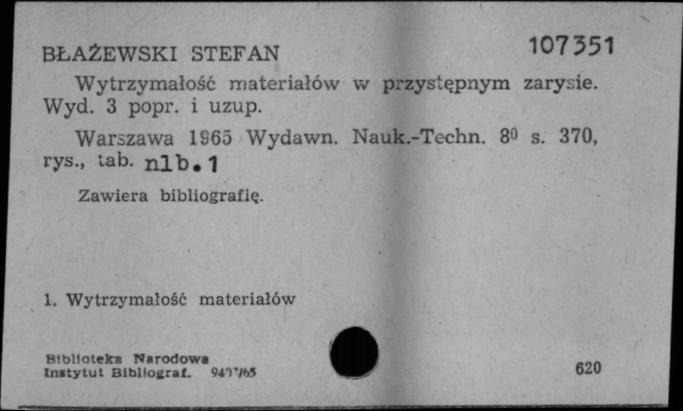 107351
BŁAŻEWSKI STEFAN
Wytrzymałość materiałów w przystępnym zarysie.
Wyd. 3 popr. i uzup.
Warszawa 1965 Wydawn. Nauk.-Techn. 8⁰ s. 370,
rys., tab. nlb. 1
Zawiera bibliografię.
1. Wytrzymałość materiałów
Biblioteka Narodowa
Instytut Bibliograf.
620